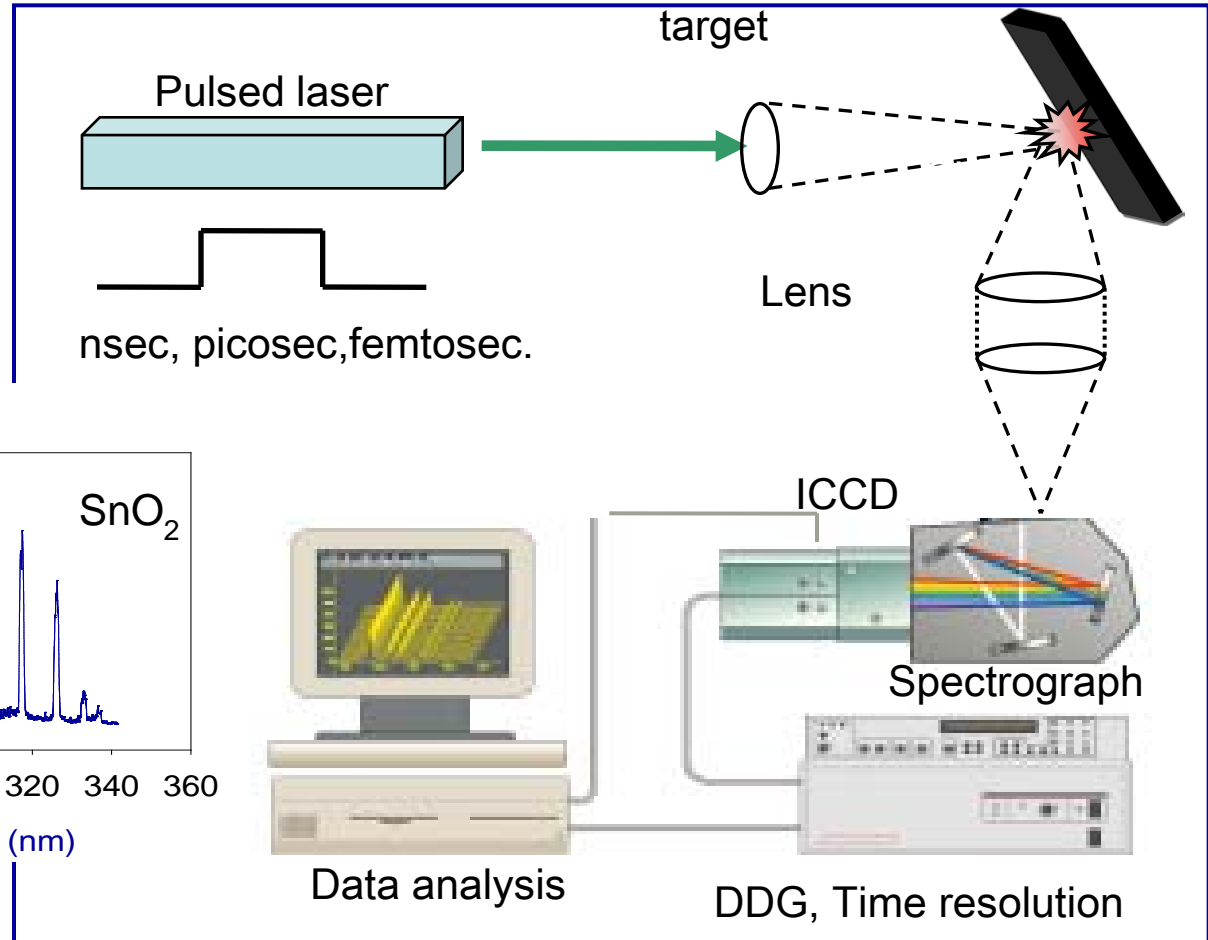 target
Pulsed laser
Lens
nsec, picosec,femtosec.
SnO₂
ICCD
Spectrograph
320 340 360
(nm)
Data analysis
DDG, Time resolution